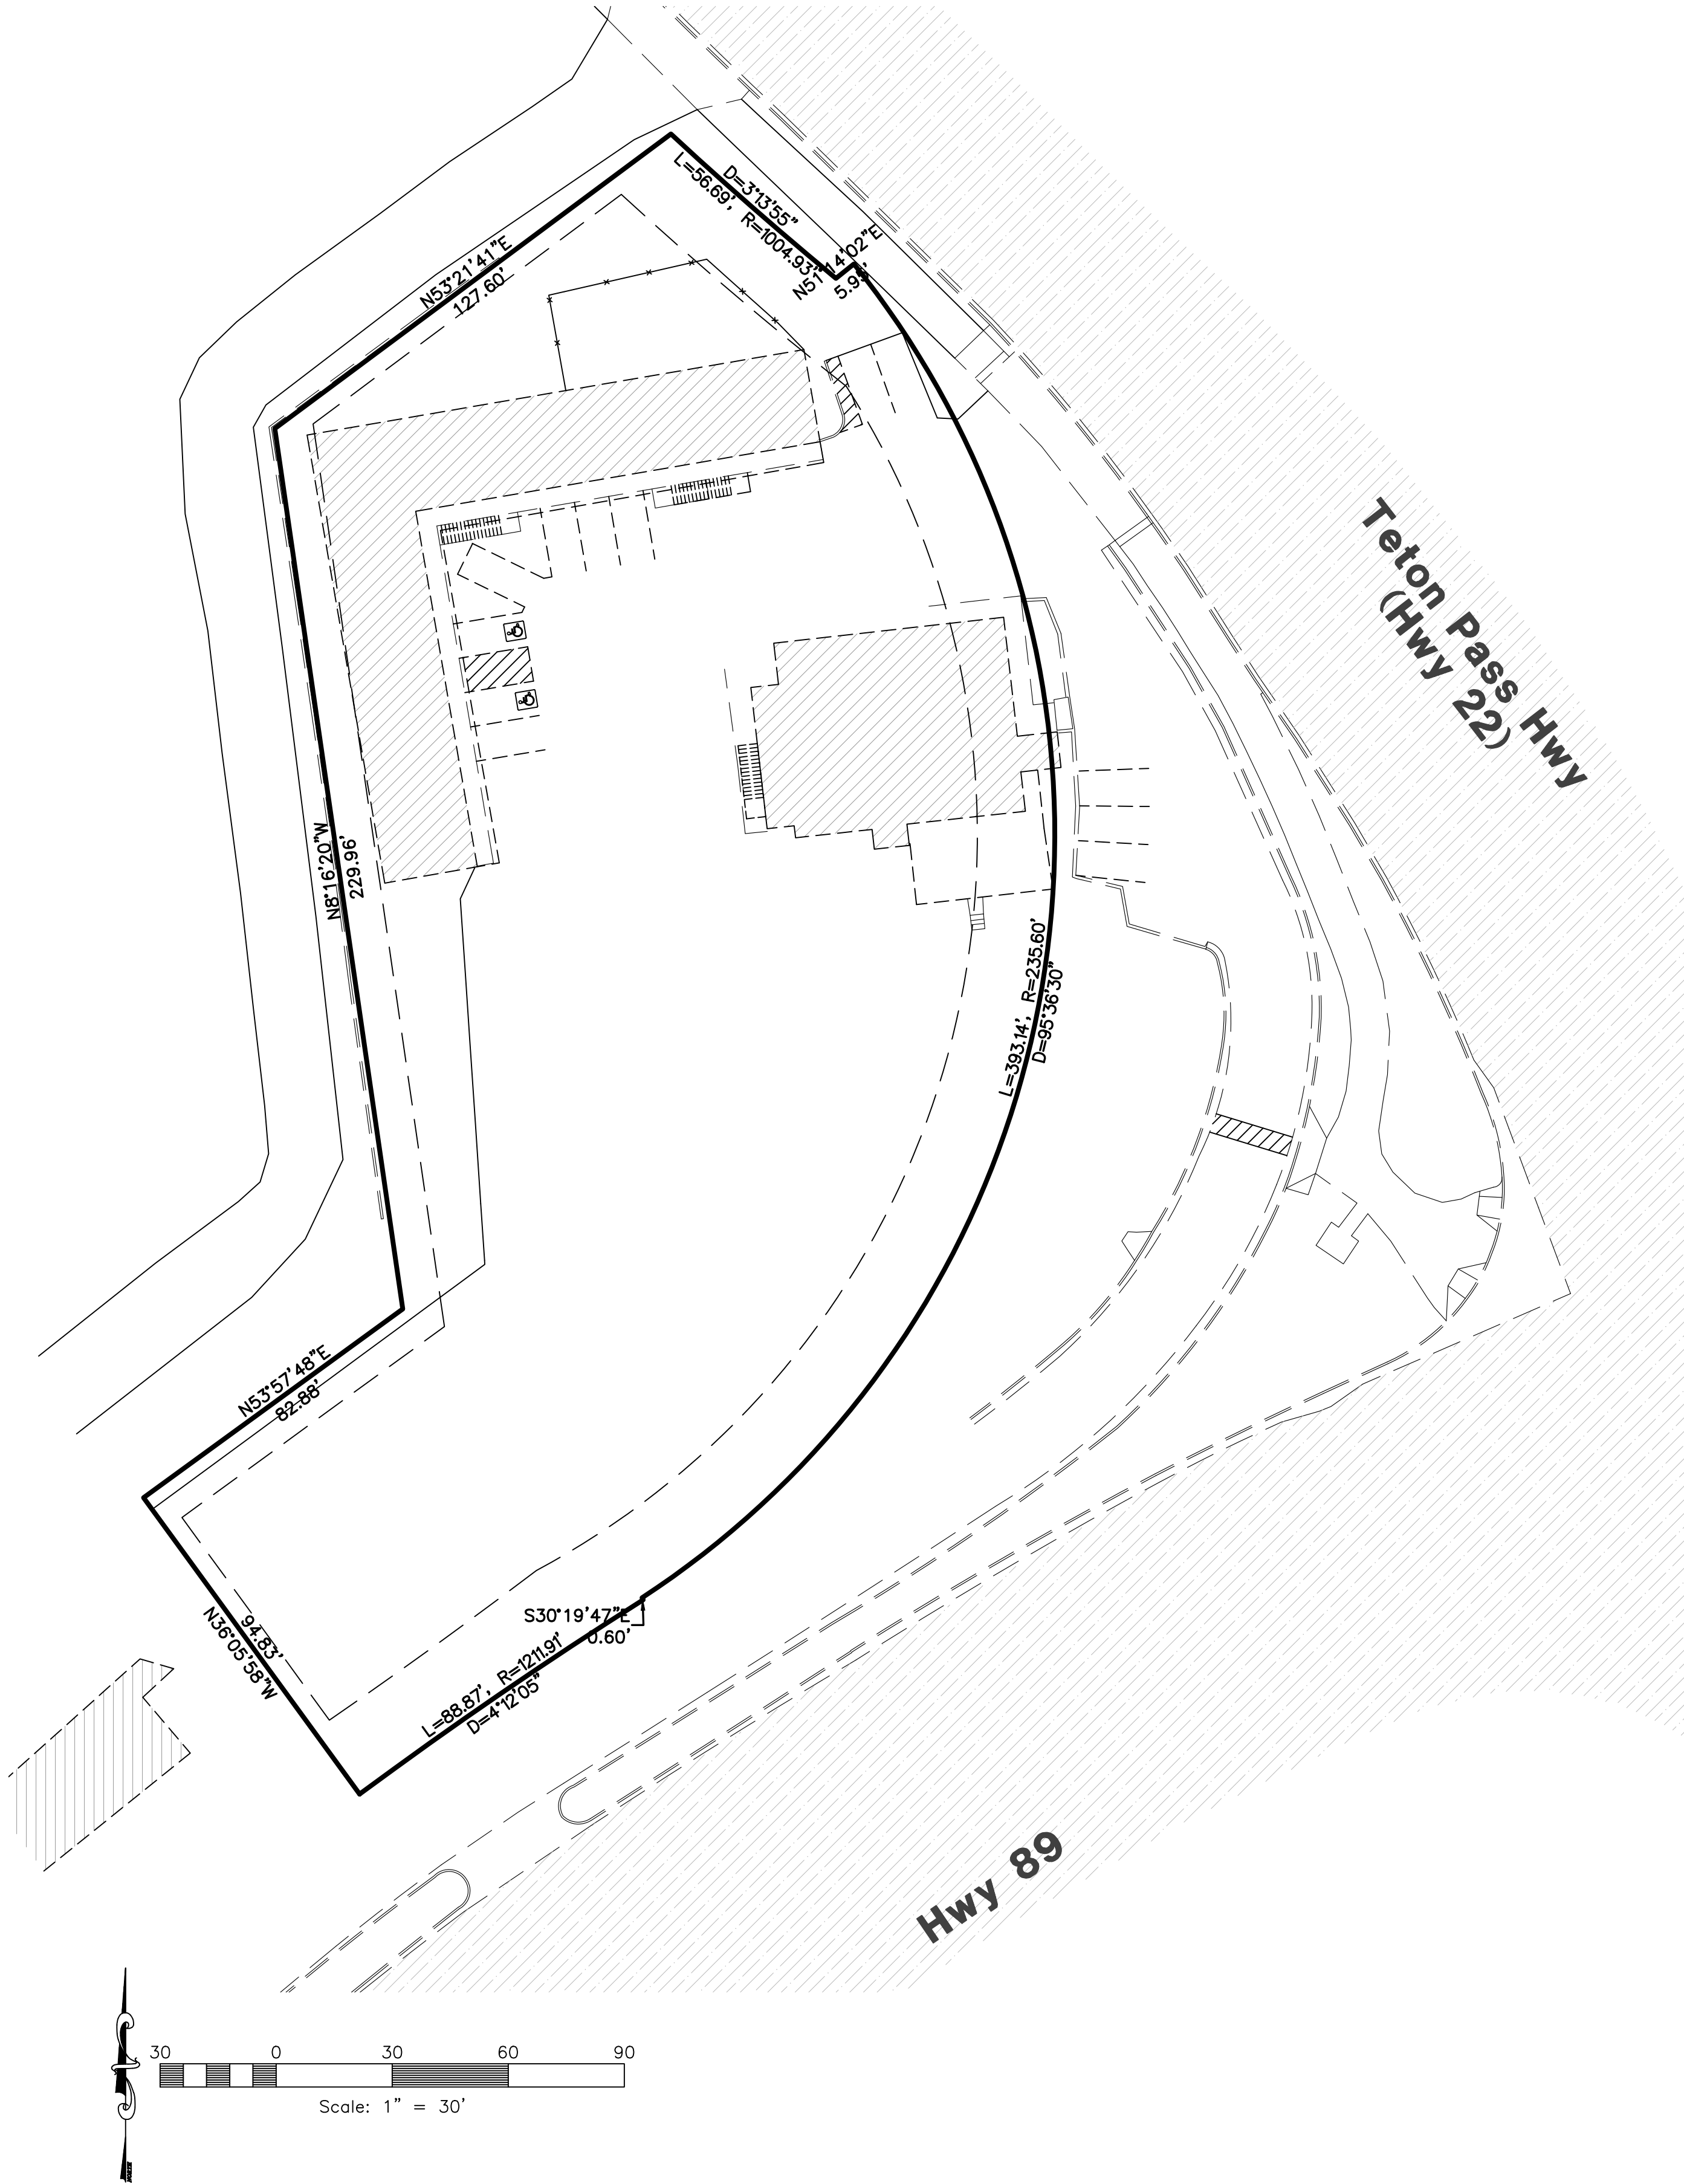 D=3°13'55"
L=56.69', R=1004.93'
N51°14'02"E
N53°21'41"E
127.60'
Teton Pass Hwy
(Hwy 22)
N8°16'20"W
229.96'
L=393.14', R=235.60'
D=95°36'30"
N53°57'48"E
82.88'
S30°19'47"E
0.60'
94.83'
N36°05'58"W
L=88.87', R=1211.91'
D=4°12'05"
Hwy 89
30 0 30 60 90
Scale: 1" = 30'
NORTH